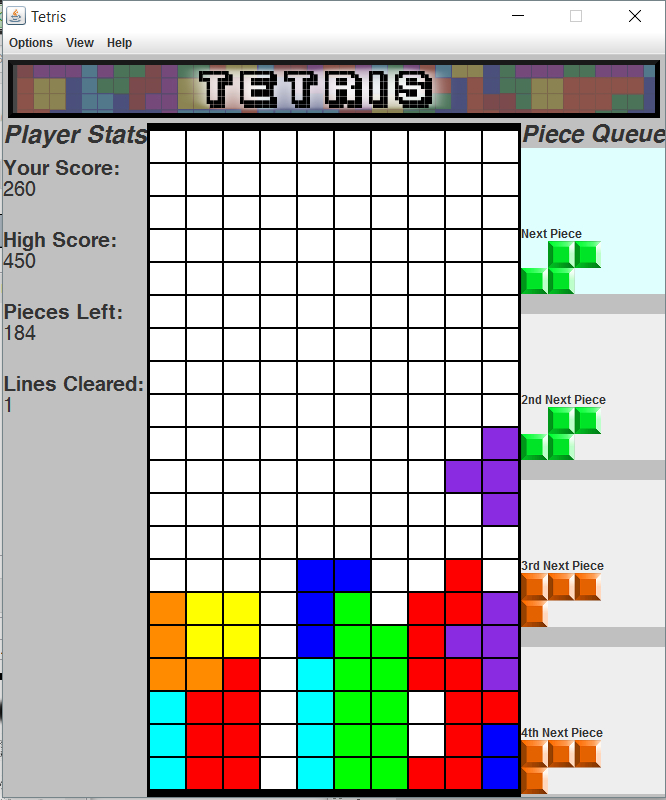 Tetris
Options View Help
TETRIS
Player Stats
Your Score:
260
High Score:
450
Pieces Left:
184
Lines Cleared:
1
Piece Queue
Next Piece
2nd Next Piece
3rd Next Piece
4th Next Piece